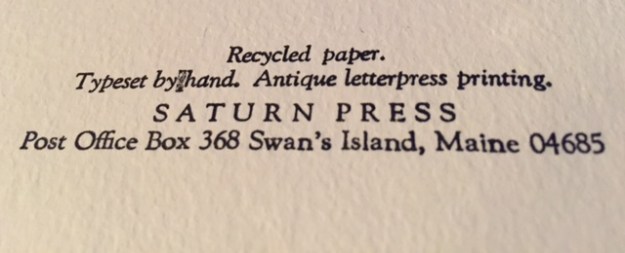 Recycled paper.
Typeset by hand. Antique letterpress printing.
SATURN PRESS
Post Office Box 368 Swan's Island, Maine 04685